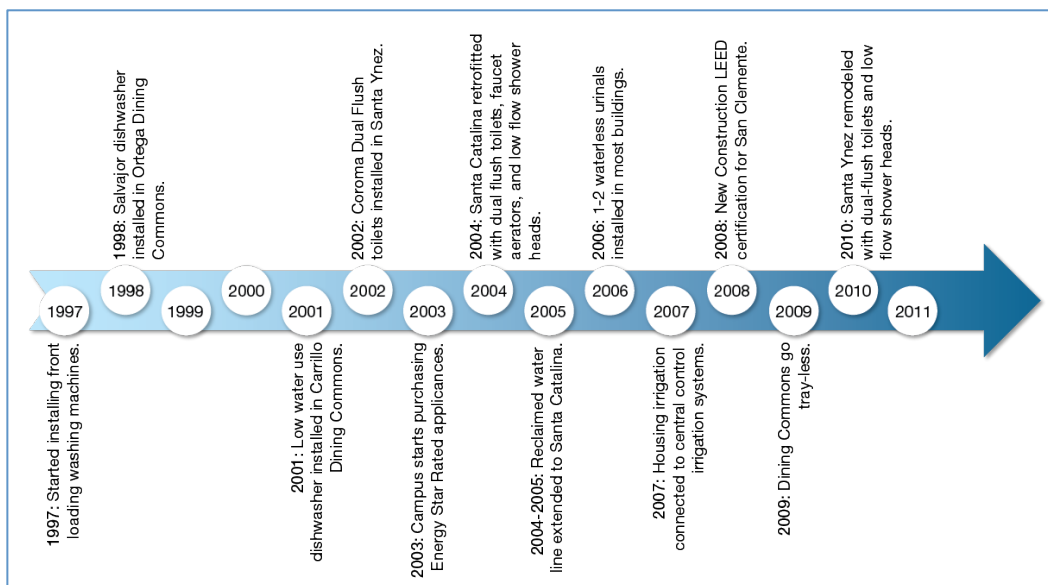 1998: Salvajor dishwasher
installed in Ortega Dining
Commons.
2002: Coroma Dual Flush
toilets installed in Santa Ynez.
2004: Santa Catalina retrofitted
with dual flush toilets, faucet
aerators, and low flow shower
heads.
2006: 1-2 waterless urinals
installed in most buildings.
2008: New Construction LEED
certification for San Clemente.
2010: Santa Ynez remodeled
with dual-flush toilets and low
flow shower heads.
1997
1998
1999
2000
2001
2002
2003
2004
2005
2006
2007
2008
2009
2010
2011
1997: Started installing front
loading washing machines.
2001: Low water use
dishwasher installed in Carrillo
Dining Commons.
2003: Campus starts purchasing
Energy Star Rated applicances.
2004-2005: Reclaimed water
line extended to Santa Catalina.
2007: Housing irrigation
connected to central control
irrigation systems.
2009: Dining Commons go
tray-less.